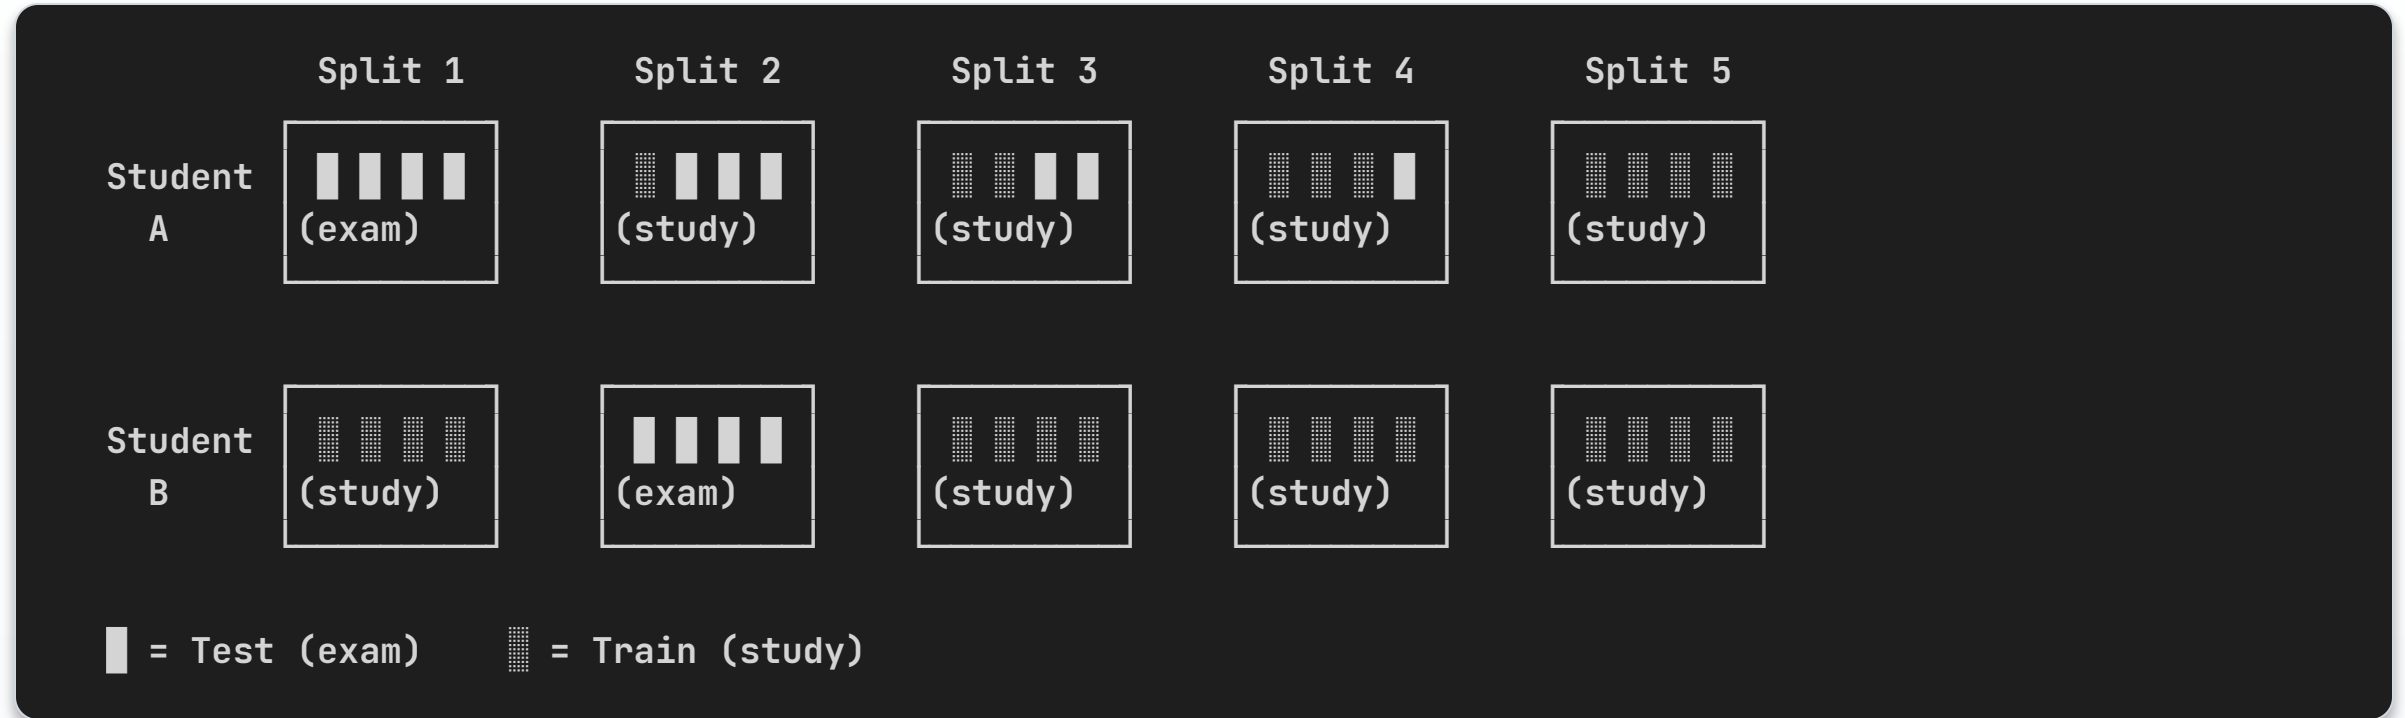 Split 1 Split 2 Split 3 Split 4 Split 5
Student
A (exam) (study) (study) (study) (study)
Student
B (study) (exam) (study) (study) (study)
= Test (exam) = Train (study)